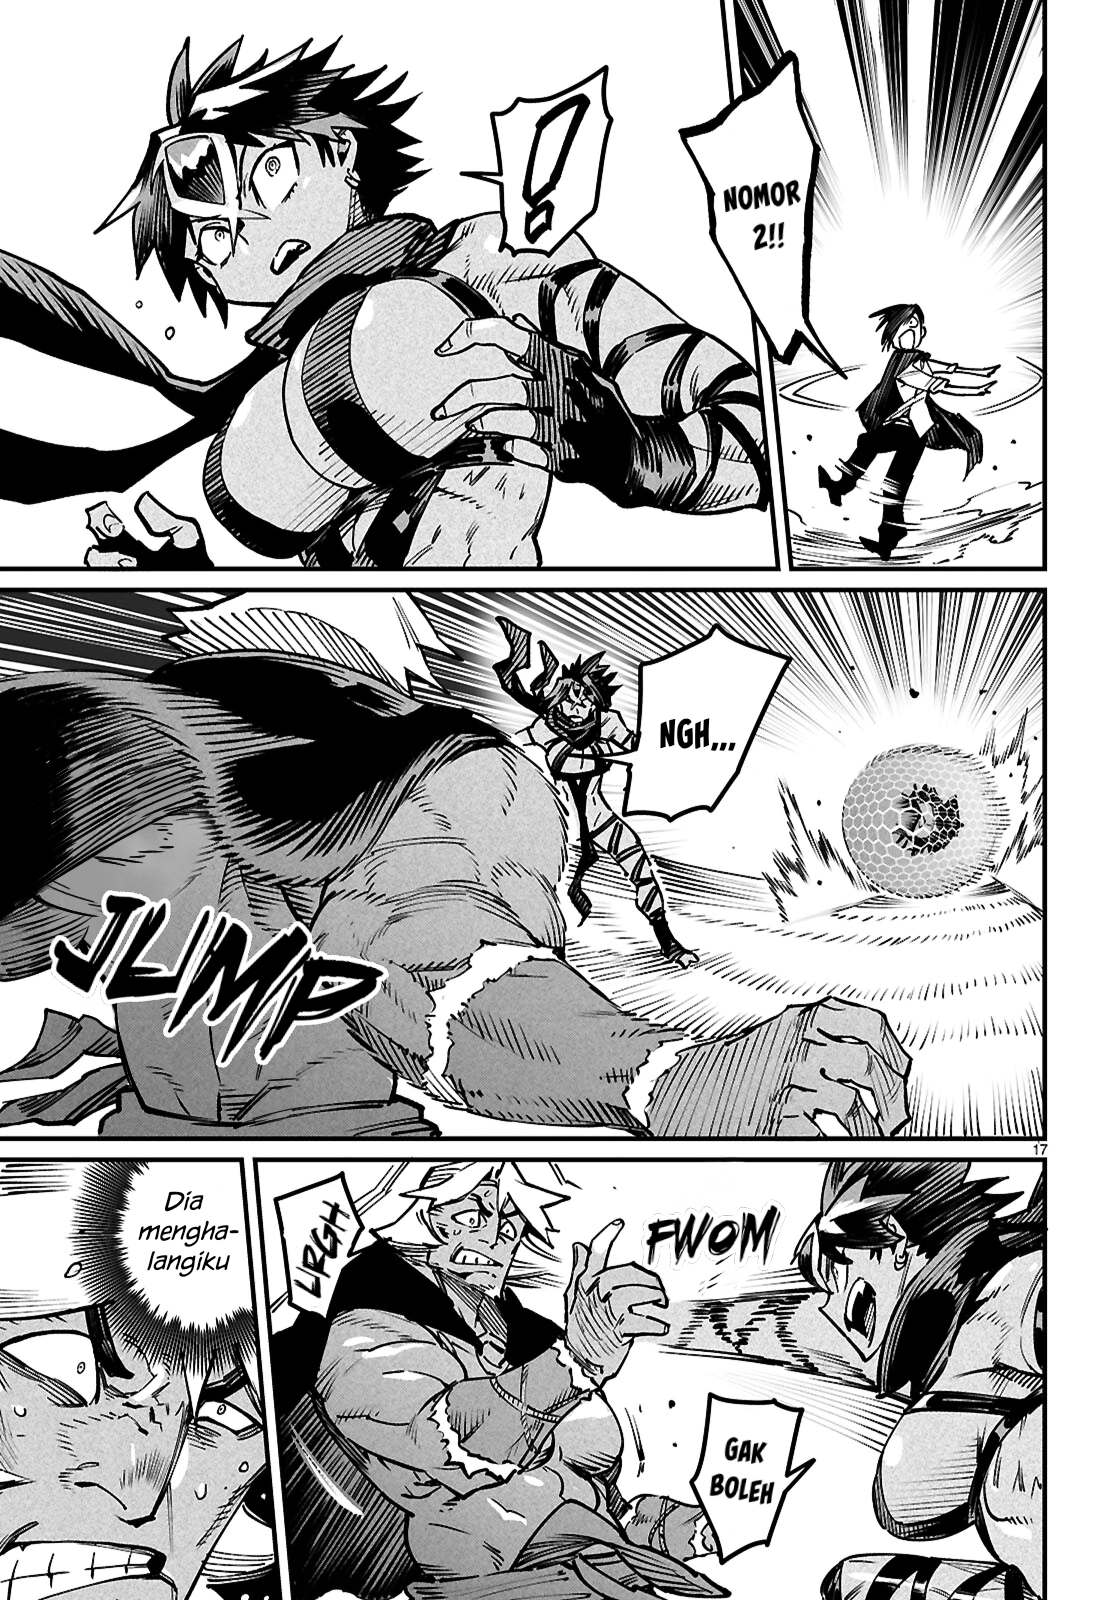 NOMOR
2!!
!
NGH...
JUMP
17
FWOM
GAK
BOLEH
URGH
Dia
mengha-
langiku